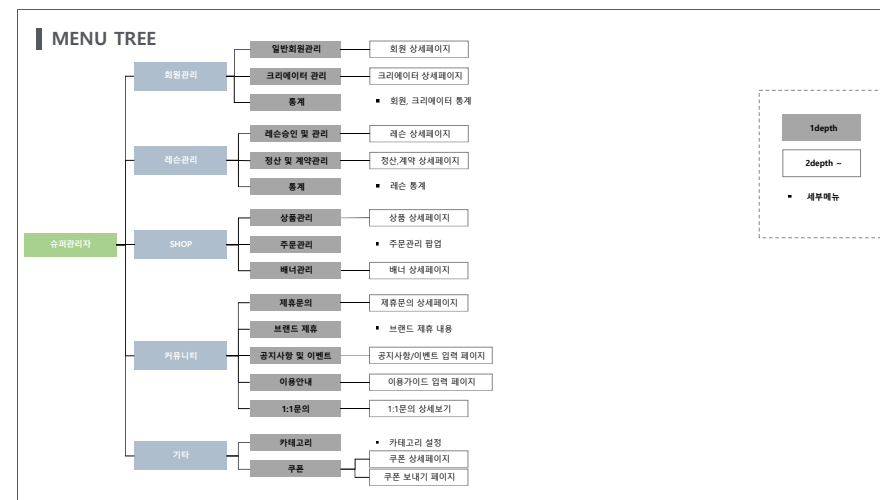 MENU TREE
슈퍼관리자
회원관리
일반회원관리
회원 상세페이지
크리에이터 관리
크리에이터 상세페이지
통계
▪ 회원, 크리에이터 통계
레슨관리
레슨승인 및 관리
레슨 상세페이지
정산 및 계약관리
정산,계약 상세페이지
통계
▪ 레슨 통계
SHOP
상품관리
상품 상세페이지
주문관리
▪ 주문관리 팝업
배너관리
배너 상세페이지
커뮤니티
제휴문의
제휴문의 상세페이지
브랜드 제휴
▪ 브랜드 제휴 내용
공지사항 및 이벤트
공지사항/이벤트 입력 페이지
이용안내
이용가이드 입력 페이지
1:1문의
1:1문의 상세보기
기타
카테고리
▪ 카테고리 설정
쿠폰
쿠폰 상세페이지
쿠폰 보내기 페이지
1depth
2depth ~
▪ 세부메뉴